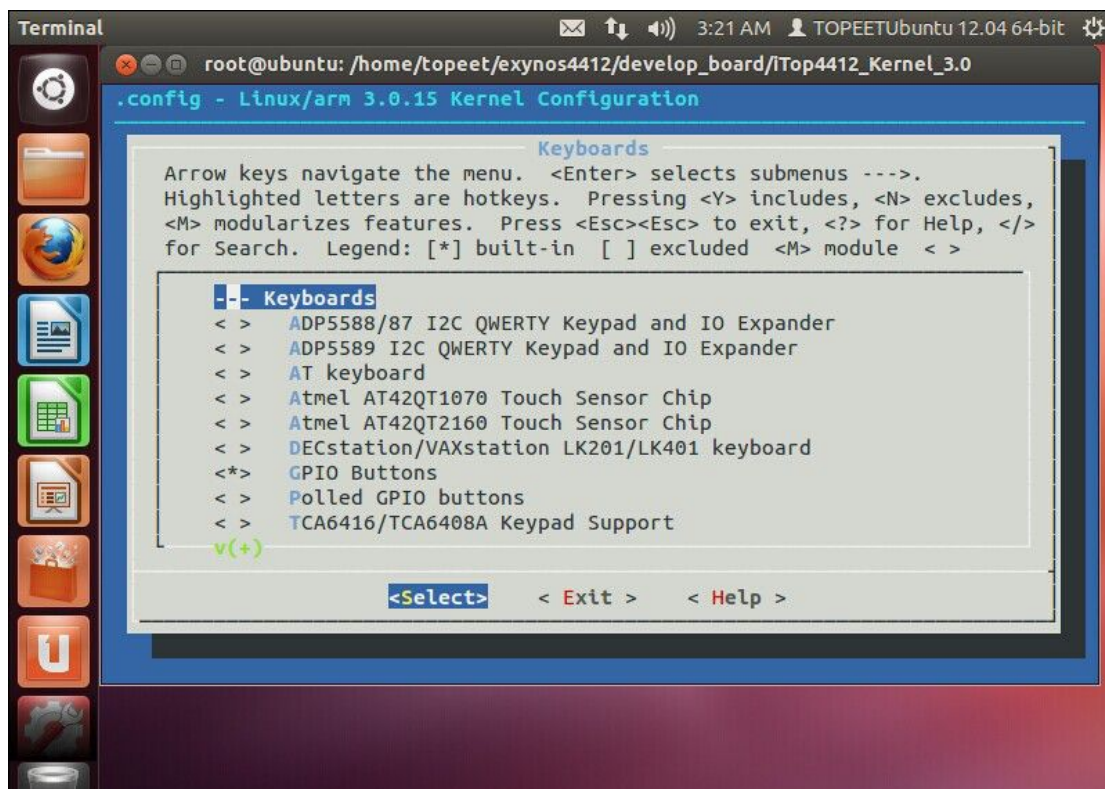 Terminal
3:21 AM TOPEETUbuntu 12.04 64-bit
root@ubuntu: /home/topeet/exynos4412/develop_board/iTop4412_Kernel_3.0
.config - Linux/arm 3.0.15 Kernel Configuration
Keyboards
Arrow keys navigate the menu. <Enter> selects submenus --->.
Highlighted letters are hotkeys. Pressing <Y> includes, <N> excludes,
<M> modularizes features. Press <Esc><Esc> to exit, <?> for Help, </>
for Search. Legend: [*] built-in [ ] excluded <M> module < >
--- Keyboards
< > ADP5588/87 I2C QWERTY Keypad and IO Expander
< > ADP5589 I2C QWERTY Keypad and IO Expander
< > AT keyboard
< > Atmel AT42QT1070 Touch Sensor Chip
< > Atmel AT42QT2160 Touch Sensor Chip
< > DECstation/VAXstation LK201/LK401 keyboard
<*> GPIO Buttons
< > Polled GPIO buttons
< > TCA6416/TCA6408A Keypad Support
v(+)
<Select> < Exit > < Help >